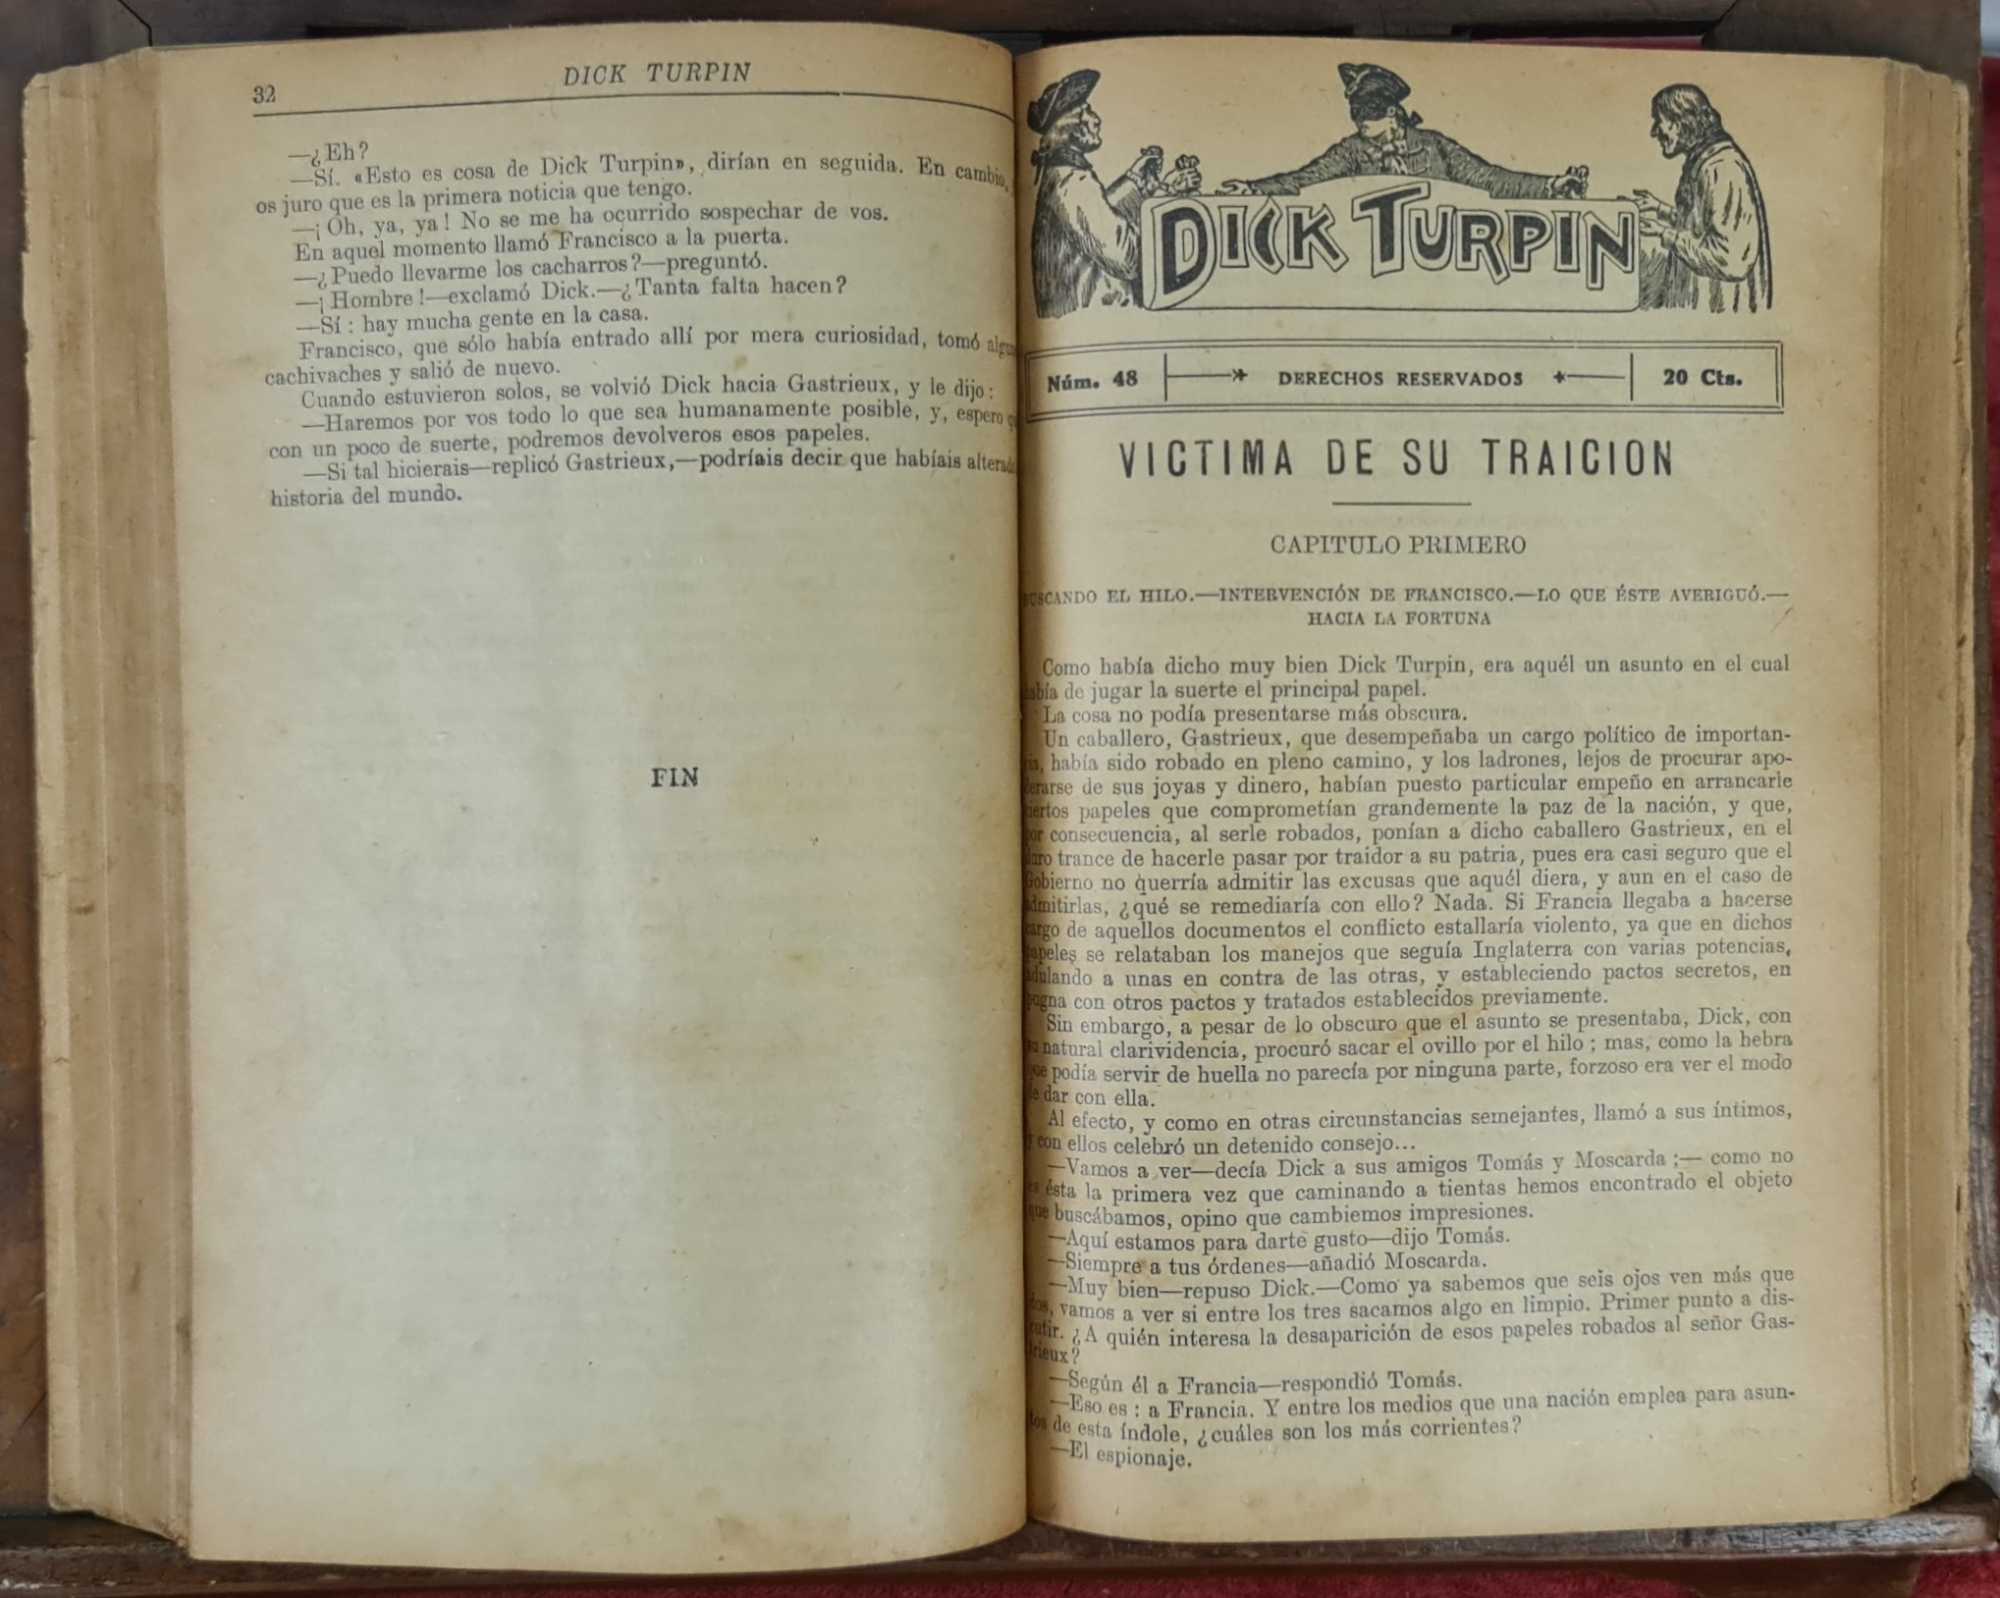 32
DICK TURPIN
—¿Eh?
—Sí. «Esto es cosa de Dick Turpin», dirían en seguida. En cambio,
os juro que es la primera noticia que tengo.
—¡Oh, ya, ya! No se me ha ocurrido sospechar de vos.
En aquel momento llamó Francisco a la puerta.
—¿Puedo llevarme los cacharros?—preguntó.
—¡Hombre!—exclamó Dick.—¿Tanta falta hacen?
—Sí: hay mucha gente en la casa.
Francisco, que sólo había entrado allí por mera curiosidad, tomó
cachivaches y salió de nuevo.
Cuando estuvieron solos, se volvió Dick hacia Gastrieux, y le dijo:
—Haremos por vos todo lo que sea humanamente posible, y, espero
con un poco de suerte, podremos devolveros esos papeles.
—Si tal hicierais—replicó Gastrieux,—podríais decir que habíais
historia del mundo.
FIN
DICK TURPIN
Núm. 48
DERECHOS RESERVADOS
20 Cts.
VICTIMA DE SU TRAICION
CAPITULO PRIMERO
BUSCANDO EL HILO.—INTERVENCIÓN DE FRANCISCO.—LO QUE ÉSTE AVERIGUÓ.—
HACIA LA FORTUNA
Como había dicho muy bien Dick Turpin, era aquél un asunto en el cual
había de jugar la suerte el principal papel.
La cosa no podía presentarse más obscura.
Un caballero, Gastrieux, que desempeñaba un cargo político de importan-
cia, había sido robado en pleno camino, y los ladrones, lejos de procurar apo-
derarse de sus joyas y dinero, habían puesto particular empeño en arrancarle
ciertos papeles que comprometían grandemente la paz de la nación, y que,
por consecuencia, al serle robados, ponían a dicho caballero Gastrieux, en el
duro trance de hacerle pasar por traidor a su patria, pues era casi seguro que el
Gobierno no querría admitir las excusas que aquél diera, y aun en el caso de
admitirlas, ¿qué se remediaría con ello? Nada. Si Francia llegaba a hacerse
cargo de aquellos documentos el conflicto estallaría violento, ya que en dichos
papeles se relataban los manejos que seguía Inglaterra con varias potencias,
adulando a unas en contra de las otras, y estableciendo pactos secretos, en
pugna con otros pactos y tratados establecidos previamente.
Sin embargo, a pesar de lo obscuro que el asunto se presentaba, Dick, con
su natural clarividencia, procuró sacar el ovillo por el hilo; mas, como la hebra
que podía servir de huella no parecía por ninguna parte, forzoso era ver el modo
de dar con ella.
Al efecto, y como en otras circunstancias semejantes, llamó a sus íntimos,
y con ellos celebró un detenido consejo...
—Vamos a ver—decía Dick a sus amigos Tomás y Moscarda;— como no
es ésta la primera vez que caminando a tientas hemos encontrado el objeto
que buscábamos, opino que cambiemos impresiones.
—Aquí estamos para darte gusto—dijo Tomás.
—Siempre a tus órdenes—añadió Moscarda.
—Muy bien—repuso Dick.—Como ya sabemos que seis ojos ven más que
dos, vamos a ver si entre los tres sacamos algo en limpio. Primer punto a dis-
cutir. ¿A quién interesa la desaparición de esos papeles robados al señor Gas-
trieux?
—Según él a Francia—respondió Tomás.
—Eso es: a Francia. Y entre los medios que una nación emplea para asun-
tos de esta índole, ¿cuáles son los más corrientes?
—El espionaje.